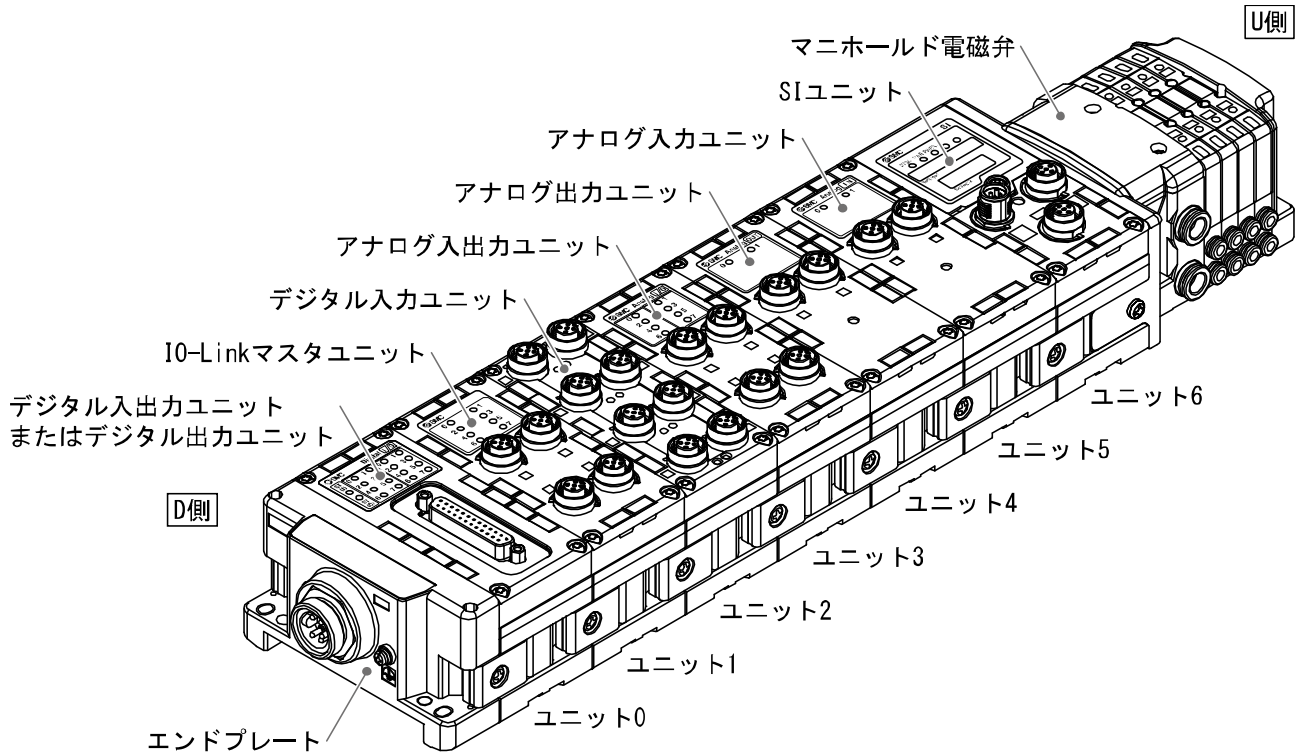 U側
マニホールド電磁弁
SIユニット
アナログ入力ユニット
アナログ出力ユニット
アナログ入出力ユニット
デジタル入力ユニット
IO-Linkマスタユニット
デジタル入出力ユニット
またはデジタル出力ユニット
D側
ユニット6
ユニット5
ユニット4
ユニット3
ユニット2
ユニット1
ユニット0
エンドプレート